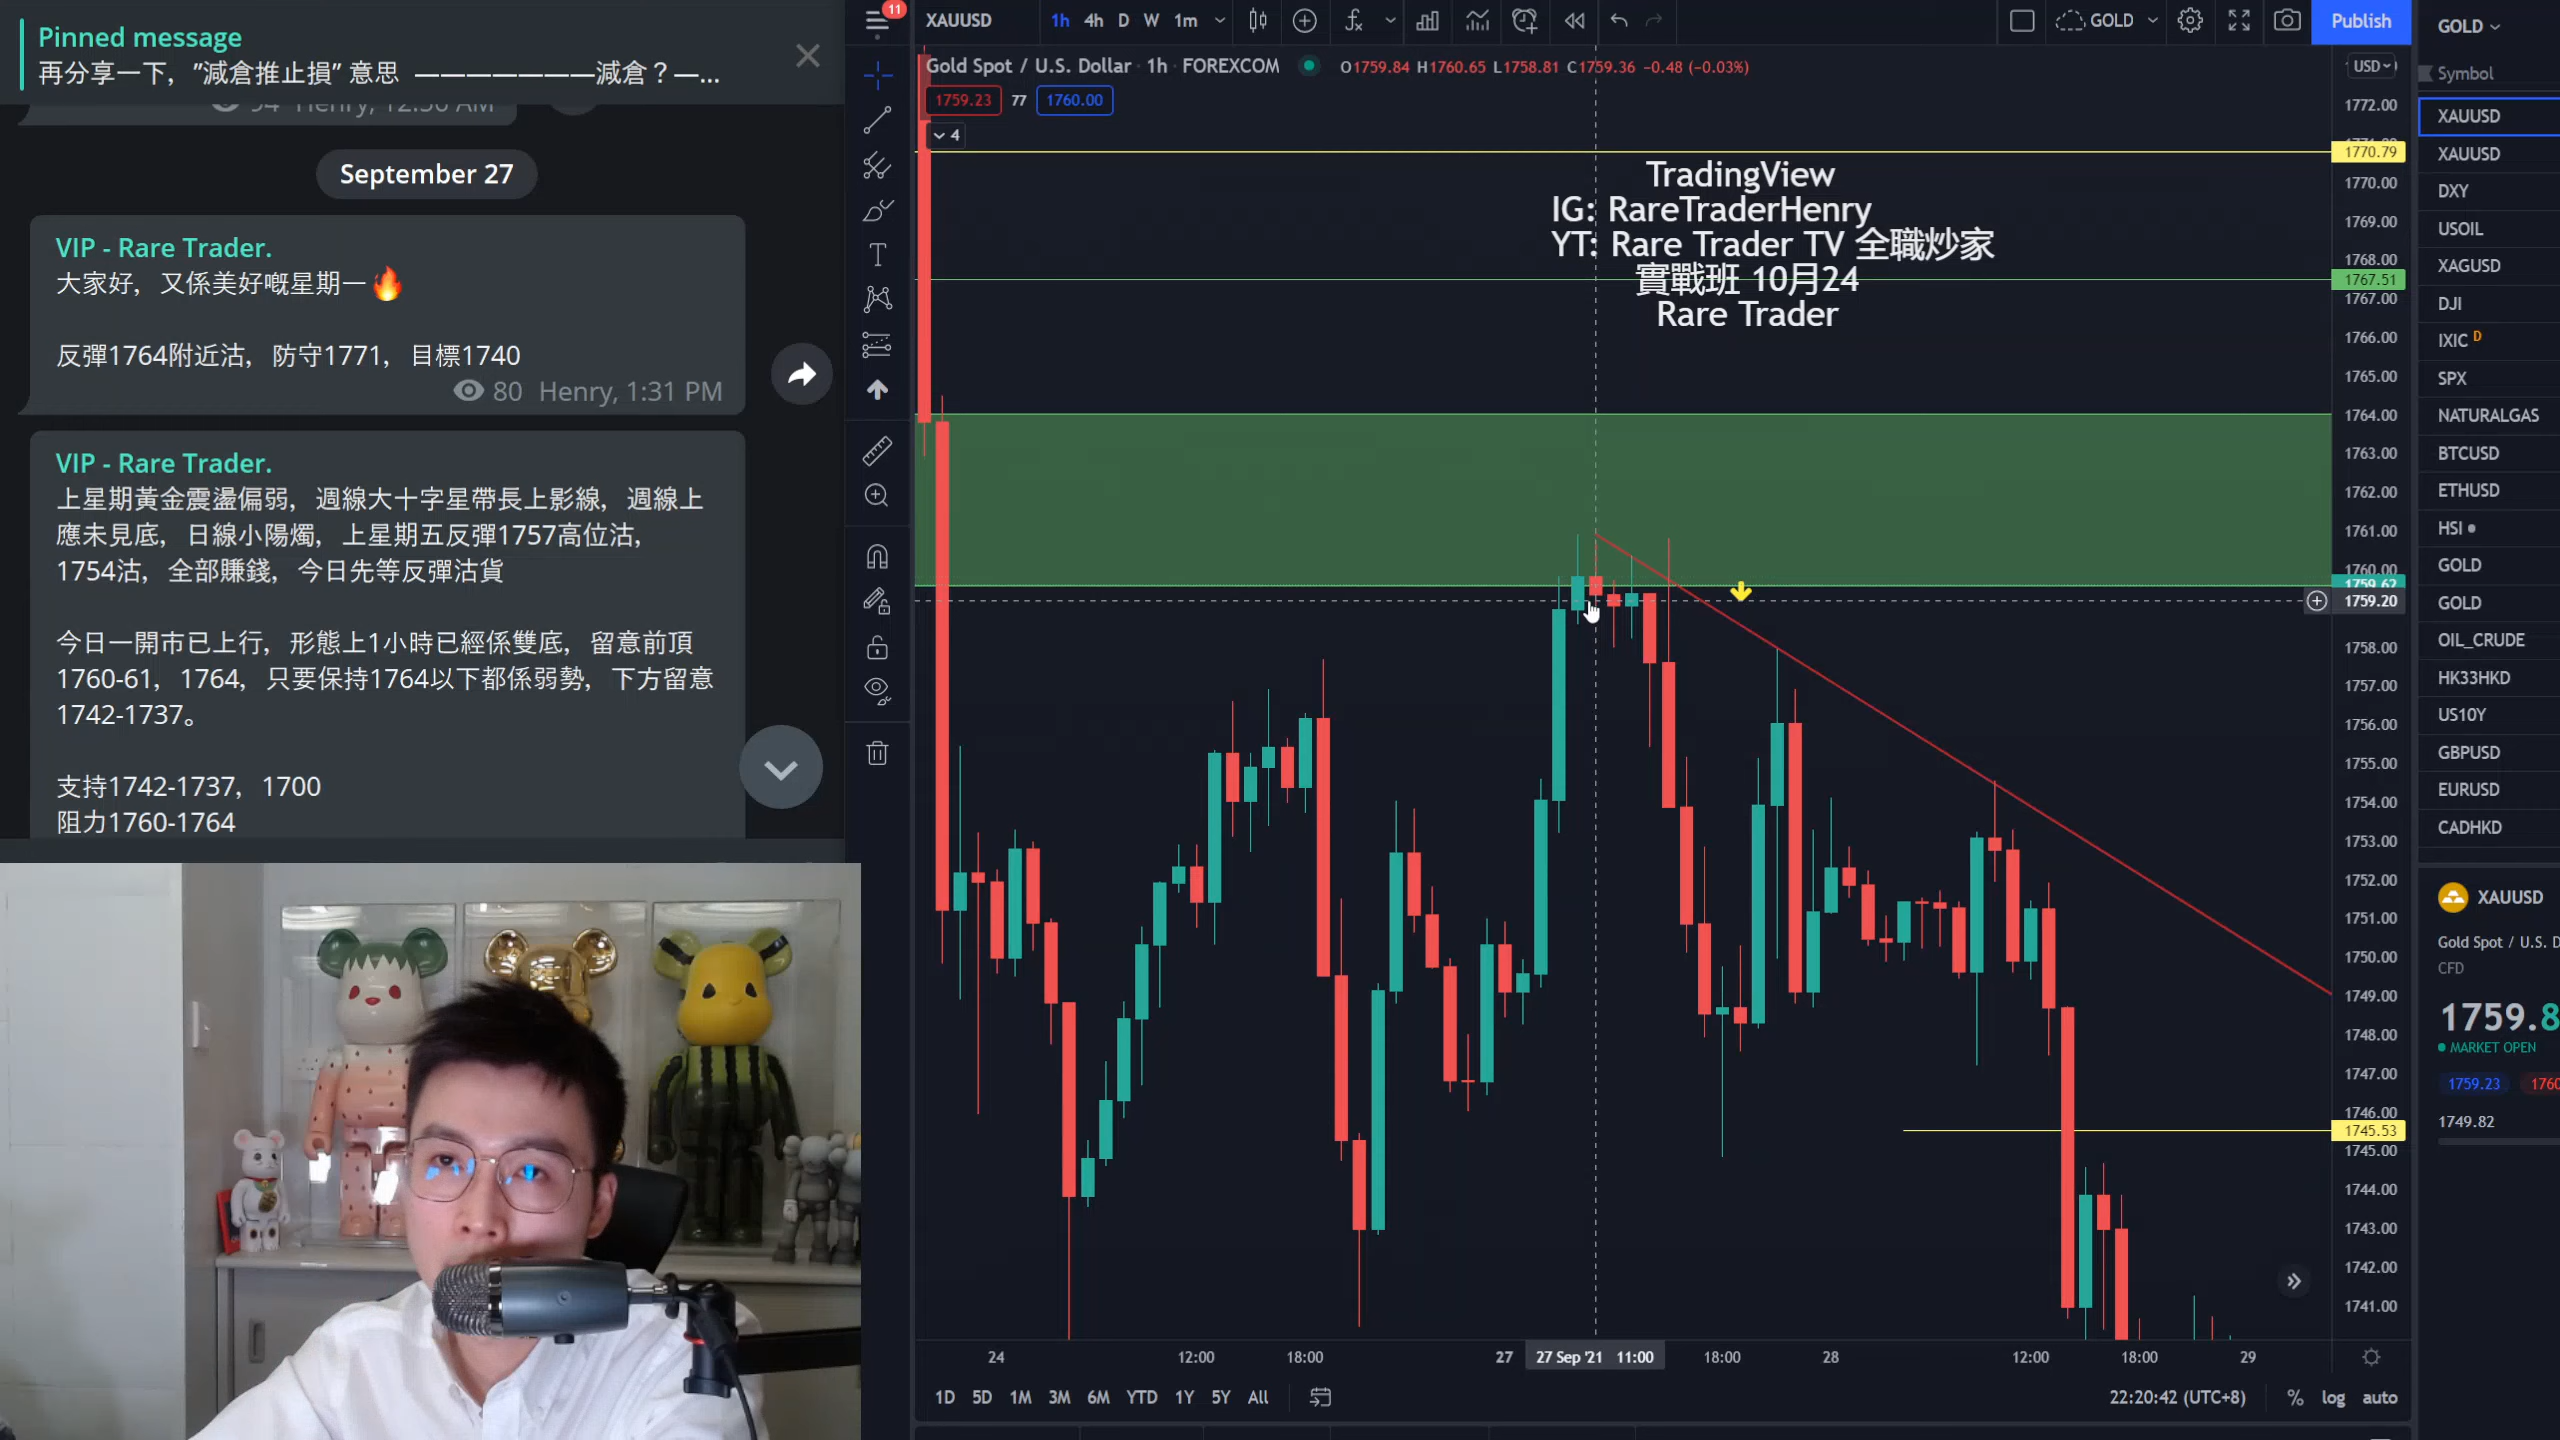 Pinned message
再分享一下，"減倉推止損" 意思 ———————減倉？—...
94 Henry, 12:56 AM
September 27
VIP - Rare Trader.
大家好，又係美好嘅星期一🔥
反彈1764附近沽，防守1771，目標1740
80 Henry, 1:31 PM
VIP - Rare Trader.
上星期黃金震盪偏弱，週線大十字星帶長上影線，週線上
應未見底，日線小陽燭，上星期五反彈1757高位沽，
1754沽，全部賺錢，今日先等反彈沽貨
今日一開市已上行，形態上1小時已經係雙底，留意前頂
1760-61，1764，只要保持1764以下都係弱勢，下方留意
1742-1737。
支持1742-1737，1700
阻力1760-1764
11
XAUUSD 1h 4h D W 1m
GOLD
Publish
Gold Spot / U.S. Dollar · 1h · FOREXCOM O1759.84 H1760.65 L1758.81 C1759.36 −0.48 (−0.03%)
1759.23 77 1760.00
4
TradingView
IG: RareTraderHenry
YT: Rare Trader TV 全職炒家
實戰班 10月24
Rare Trader
USD
1772.00
1770.79
1770.00
1769.00
1768.00
1767.51
1767.00
1766.00
1765.00
1764.00
1763.00
1762.00
1761.00
1760.00
1759.62
1759.20
1758.00
1757.00
1756.00
1755.00
1754.00
1753.00
1752.00
1751.00
1750.00
1749.00
1748.00
1747.00
1746.00
1745.53
1745.00
1744.00
1743.00
1742.00
1741.00
24 12:00 18:00 27 27 Sep '21 11:00 18:00 28 12:00 18:00 29
1D 5D 1M 3M 6M YTD 1Y 5Y All
22:20:42 (UTC+8) % log auto
GOLD
Symbol
XAUUSD
XAUUSD
DXY
USOIL
XAGUSD
DJI
IXIC D
SPX
NATURALGAS
BTCUSD
ETHUSD
HSI
GOLD
GOLD
OIL_CRUDE
HK33HKD
US10Y
GBPUSD
EURUSD
CADHKD
XAUUSD
Gold Spot / U.S. D
CFD
1759.8
MARKET OPEN
1759.23 1760
1749.82